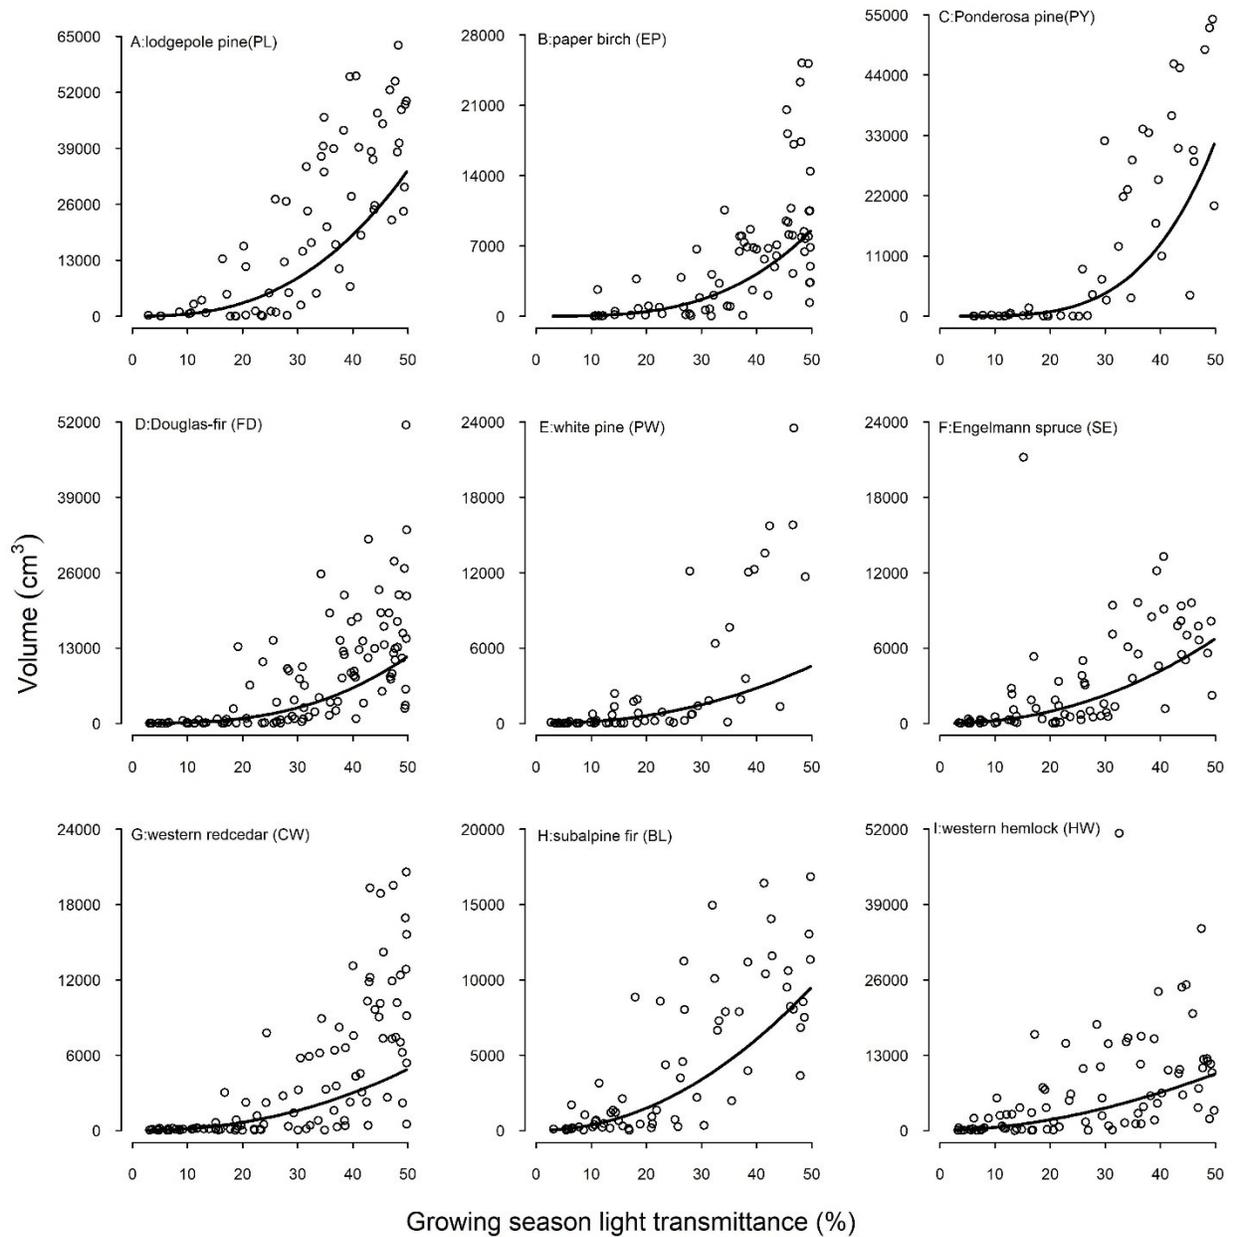 A:lodgepole pine(PL)
65000
52000
39000
26000
13000
0
0 10 20 30 40 50
B:paper birch (EP)
28000
21000
14000
7000
0
0 10 20 30 40 50
C:Ponderosa pine(PY)
55000
44000
33000
22000
11000
0
0 10 20 30 40 50
D:Douglas-fir (FD)
52000
39000
26000
13000
0
0 10 20 30 40 50
E:white pine (PW)
24000
18000
12000
6000
0
0 10 20 30 40 50
F:Engelmann spruce (SE)
24000
18000
12000
6000
0
0 10 20 30 40 50
G:western redcedar (CW)
24000
18000
12000
6000
0
0 10 20 30 40 50
H:subalpine fir (BL)
20000
15000
10000
5000
0
0 10 20 30 40 50
I:western hemlock (HW)
52000
39000
26000
13000
0
0 10 20 30 40 50
Volume (cm³)
Growing season light transmittance (%)